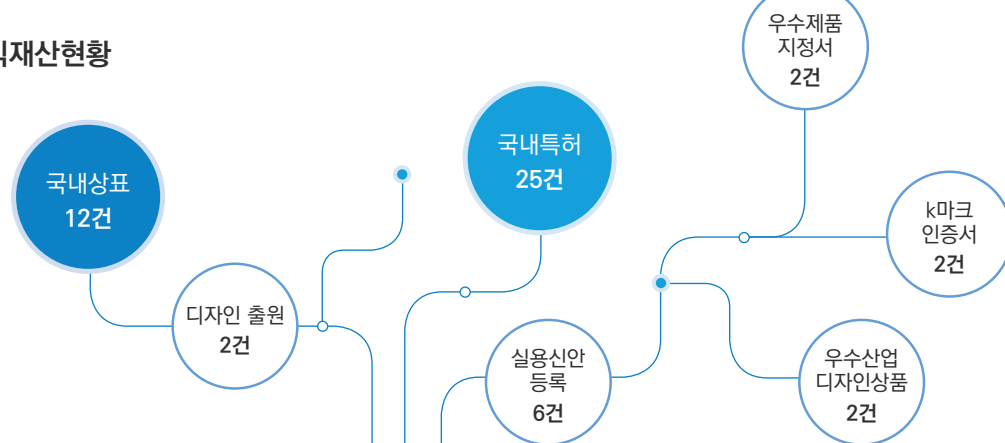 재산현황
우수제품
지정서
2건
국내특허
25건
국내상표
12건
k마크
인증서
2건
디자인 출원
2건
실용신안
등록
6건
우수산업
디자인상품
2건